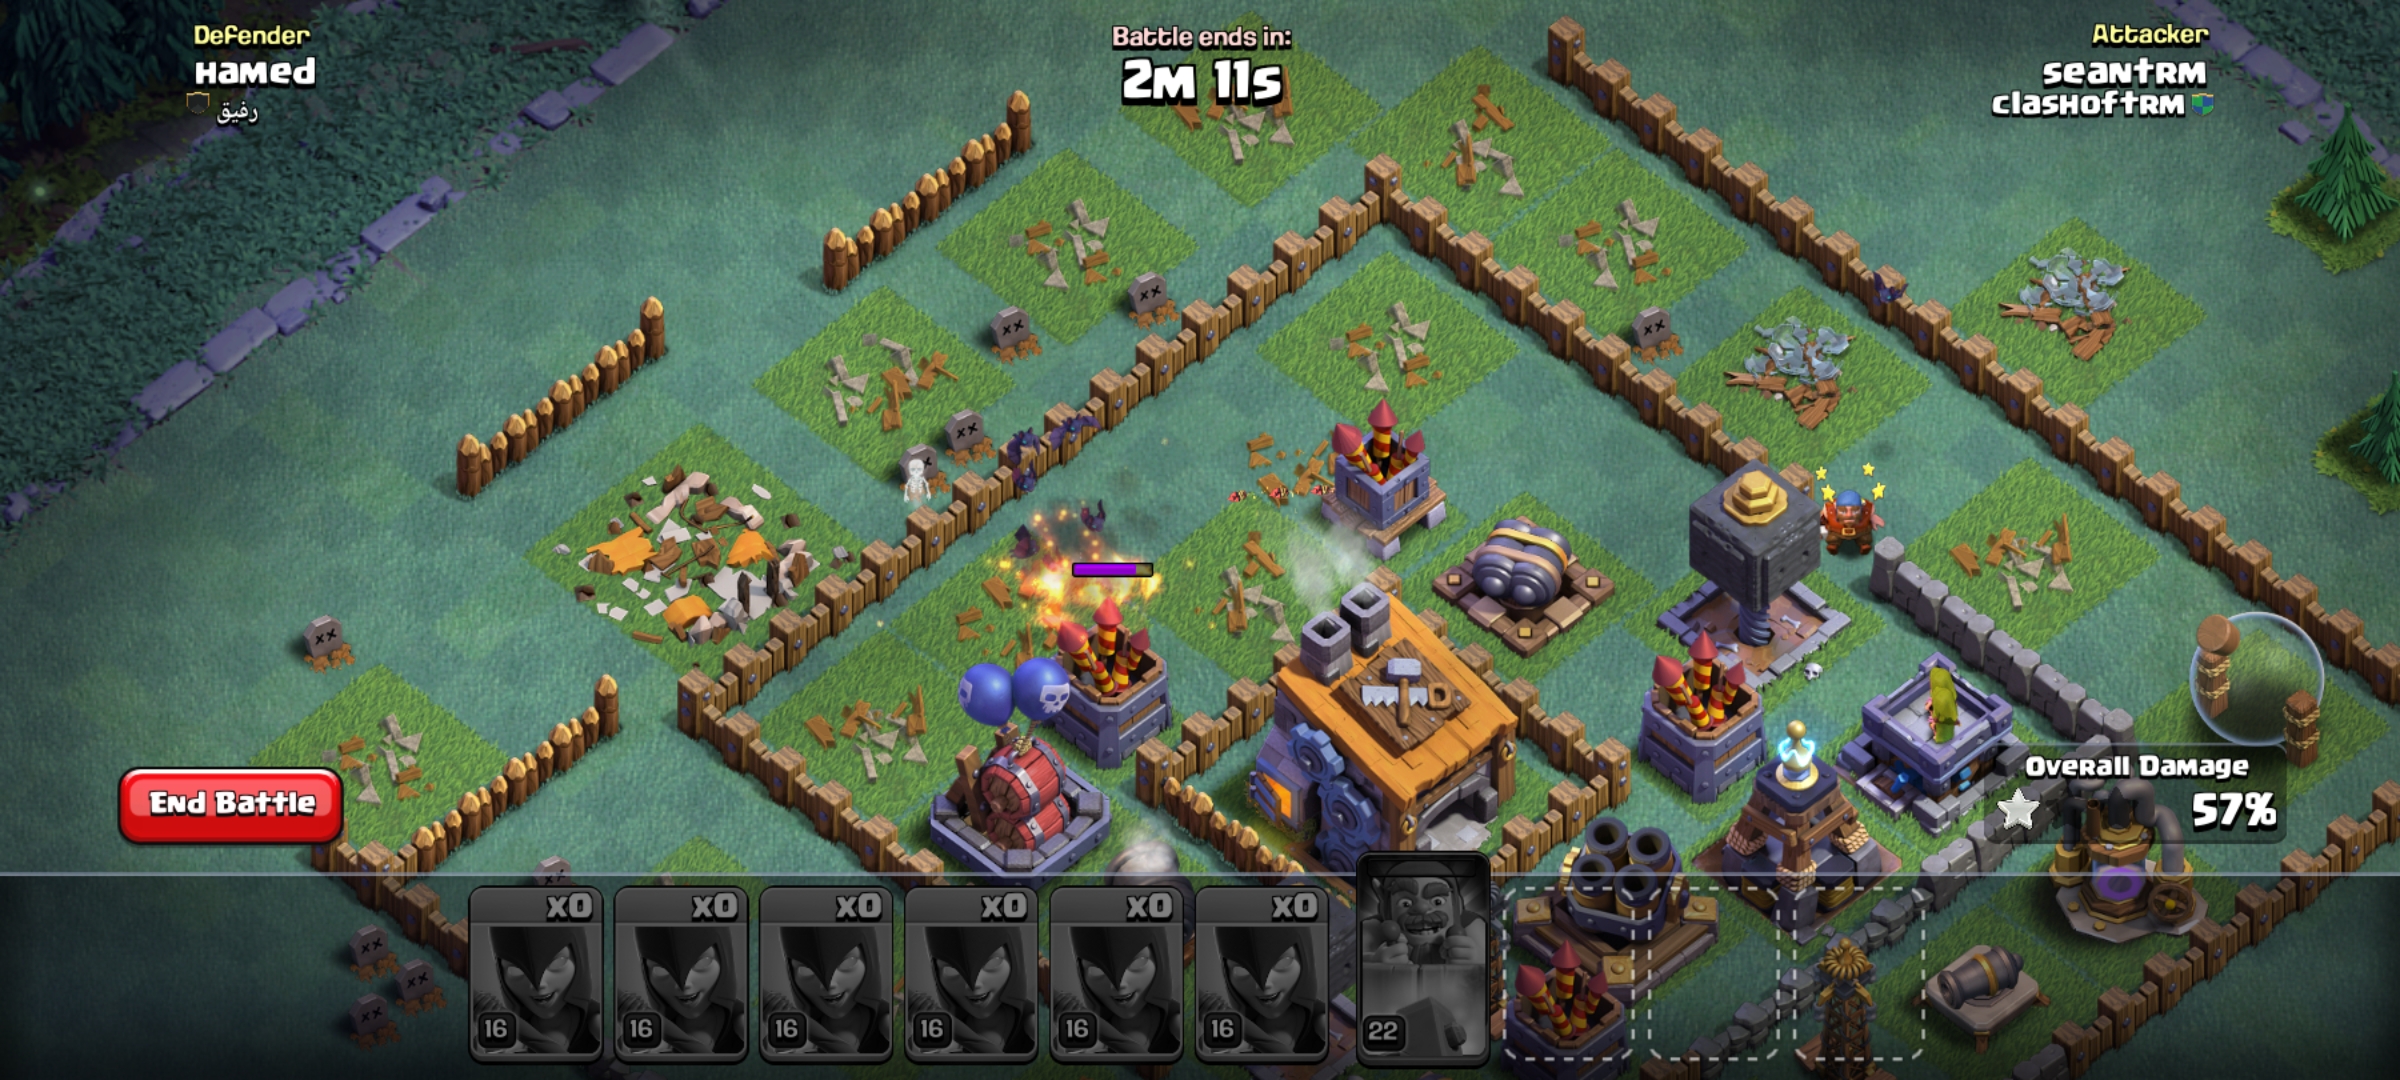 Defender
Hamed
رفيق
Battle ends in:
2M 11s
Attacker
seantRM
clashoftRM
End Battle
Overall Damage
57%
x0
x0
x0
x0
x0
x0
16
16
16
16
16
16
22